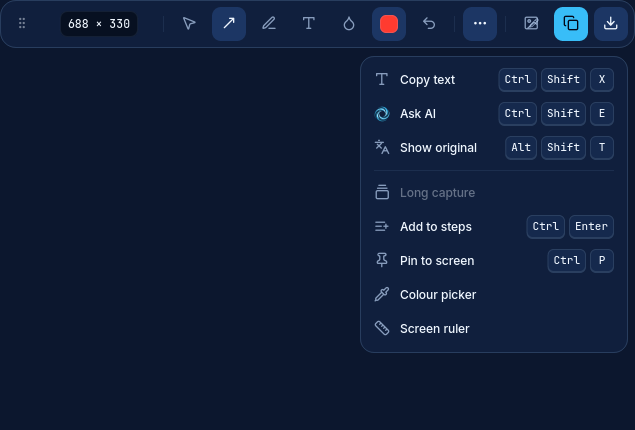 688 × 330
Copy text Ctrl Shift X
Ask AI Ctrl Shift E
Show original Alt Shift T
Long capture
Add to steps Ctrl Enter
Pin to screen Ctrl P
Colour picker
Screen ruler